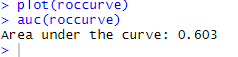 > plot(roccurve)
> auc(roccurve)
Area under the curve: 0.603
>